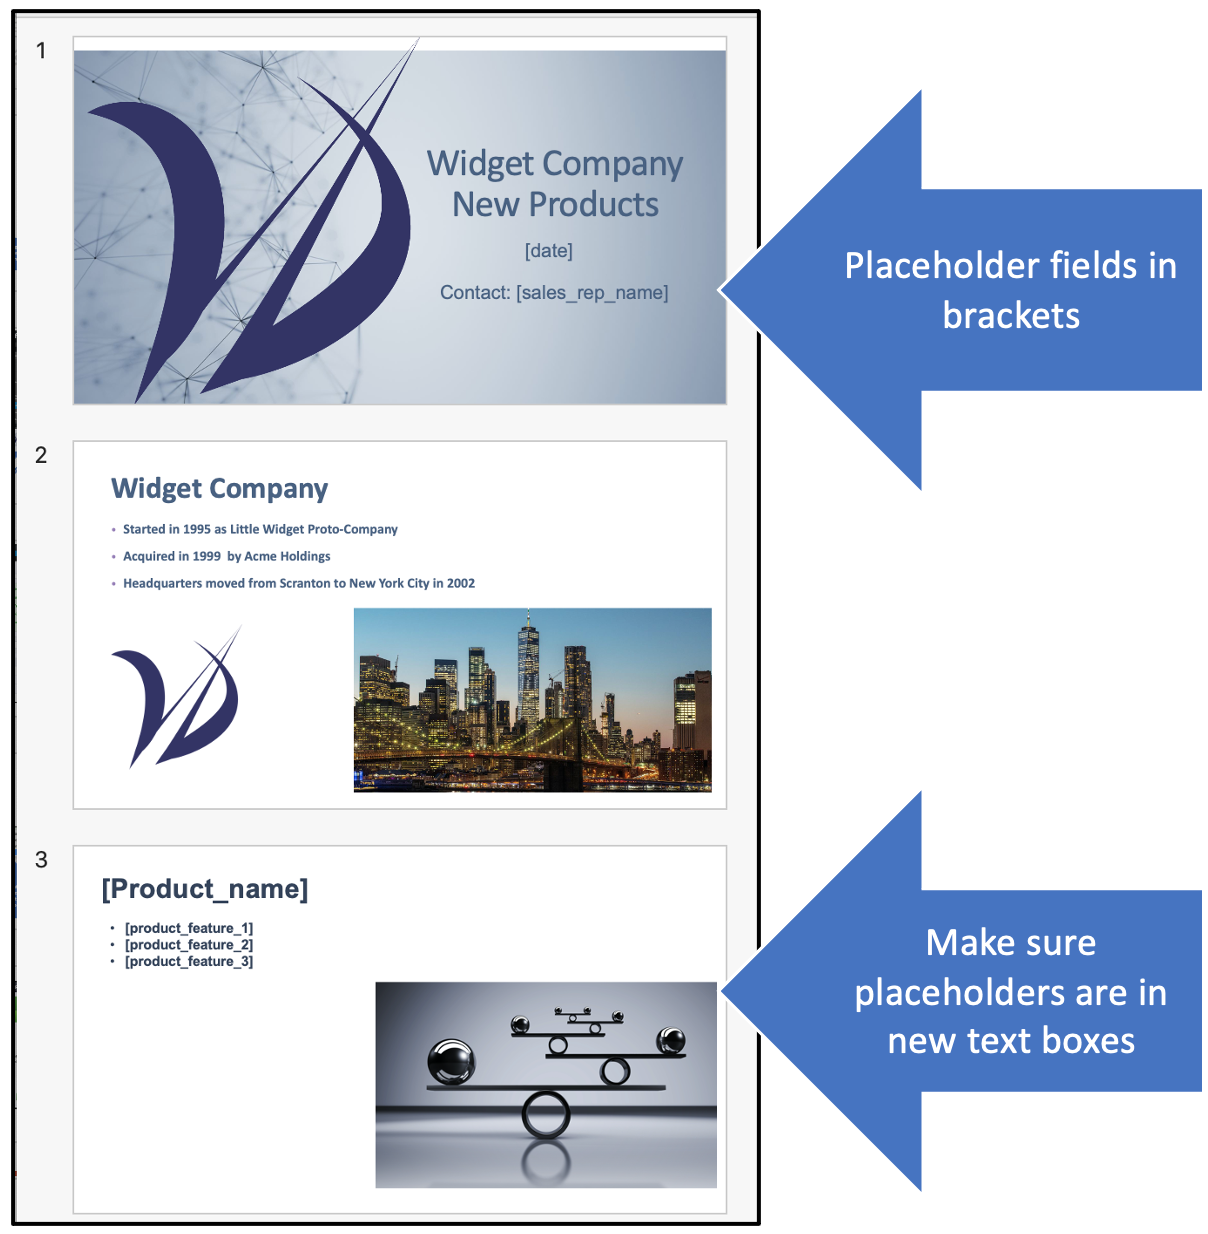 1
Widget Company
New Products
[date]
Contact: [sales_rep_name]
Placeholder fields in
brackets
2
Widget Company
• Started in 1995 as Little Widget Proto-Company
• Acquired in 1999  by Acme Holdings
• Headquarters moved from Scranton to New York City in 2002
3
[Product_name]
• [product_feature_1]
• [product_feature_2]
• [product_feature_3]
Make sure
placeholders are in
new text boxes